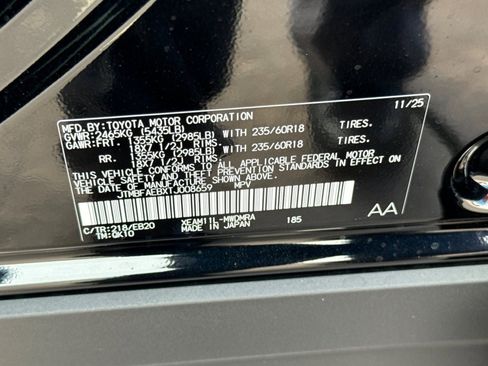 MFD.BY:TOYOTA MOTOR CORPORATION 11/25
GVWR:2465KG (5435LB)
GAWR:FRT. 1355KG (2985LB) WITH 235/60R18 TIRES.
18X7 1/2J RIMS.
RR. 1355KG (2985LB) WITH 235/60R18 TIRES.
18X7 1/2J RIMS.
THIS VEHICLE CONFORMS TO ALL APPLICABLE FEDERAL MOTOR
VEHICLE SAFETY AND THEFT PREVENTION STANDARDS IN EFFECT ON
THE DATE OF MANUFACTURE SHOWN ABOVE.
MPV
C/TR:218/EB20 XEAM11L-MWDMRA 185 AA
TM:QK10 MADE IN JAPAN